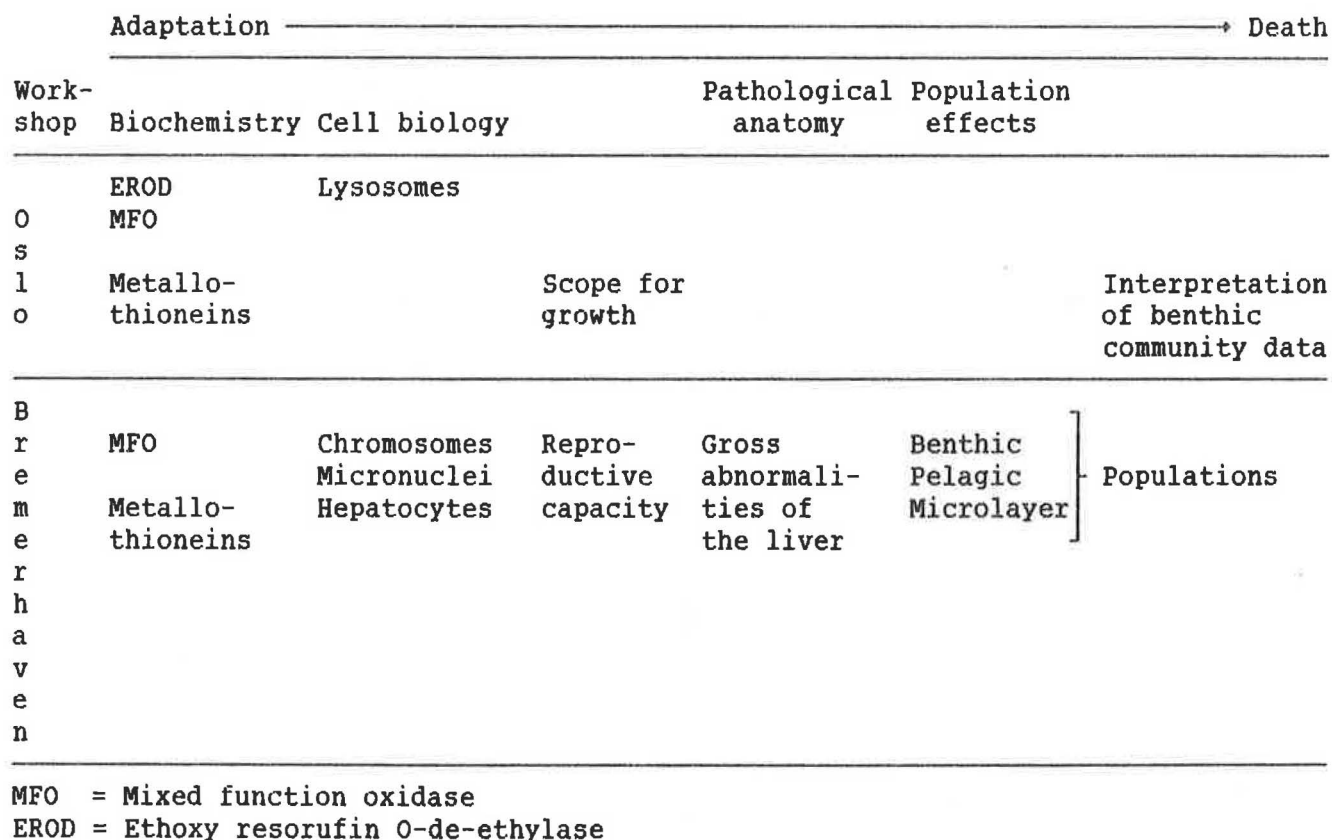 Adaptation → Death
Work- Pathological Population
shop Biochemistry Cell biology anatomy effects
EROD Lysosomes
O MFO
s
l Metallo- Scope for Interpretation
o thioneins growth of benthic
community data
B
r MFO Chromosomes Repro- Gross Benthic
e Micronuclei ductive abnormali- Pelagic Populations
m Metallo- Hepatocytes capacity ties of Microlayer
e thioneins the liver
r
h
a
v
e
n
MFO = Mixed function oxidase
EROD = Ethoxy resorufin O-de-ethylase